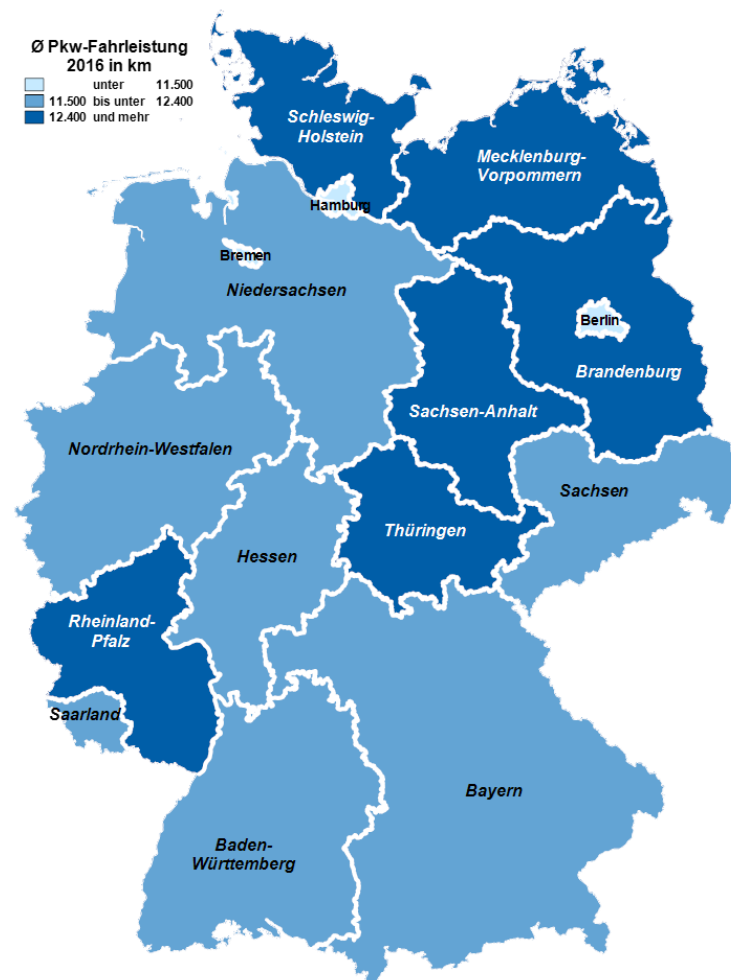 Ø Pkw-Fahrleistung
2016 in km
unter 11.500
11.500 bis unter 12.400
12.400 und mehr
Schleswig-
Holstein
Mecklenburg-
Vorpommern
Hamburg
Bremen
Niedersachsen
Berlin
Brandenburg
Sachsen-Anhalt
Nordrhein-Westfalen
Sachsen
Thüringen
Hessen
Rheinland-
Pfalz
Saarland
Bayern
Baden-
Württemberg